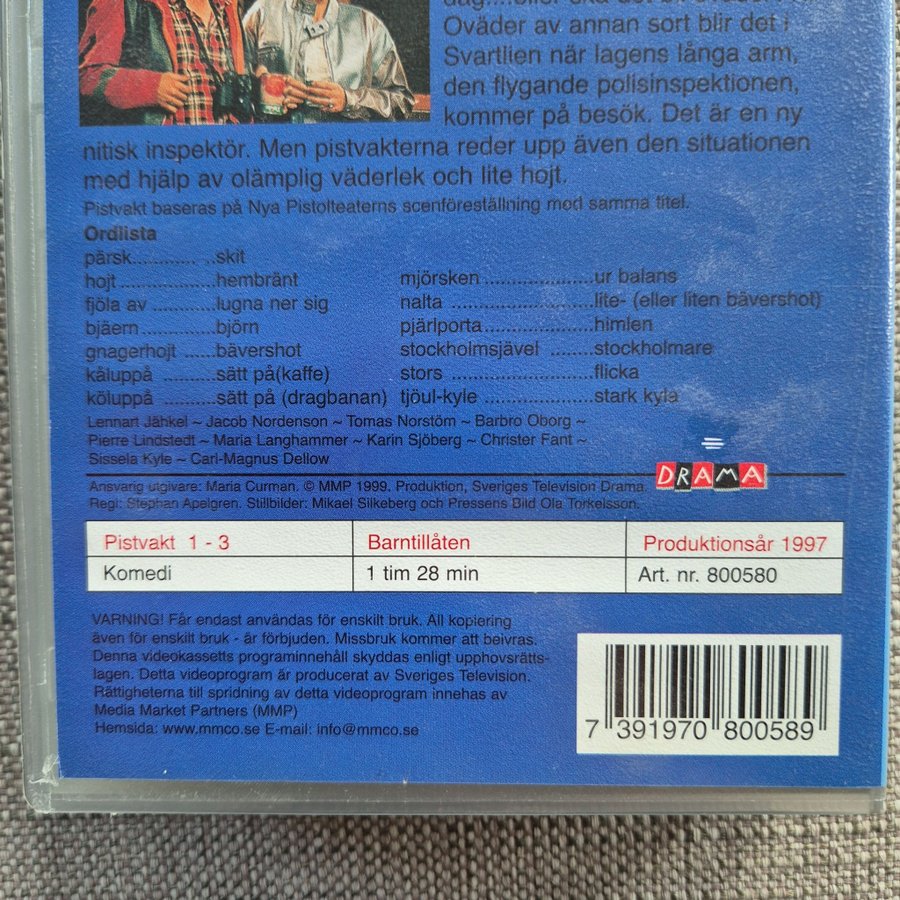 Oväder av annan sort blir det i
Svartlien när lagens långa arm,
den flygande polisinspektionen,
kommer på besök. Det är en ny
nitisk inspektör. Men pistvakterna reder upp även den situationen
med hjälp av olämplig väderlek och lite hojt.
Pistvakt baseras på Nya Pistolteaterns scenföreställning med samma titel.
Ordlista
pärsk............ ..skit
hojt ................hembränt
fjöla av ..........lugna ner sig
bjäern ............björn
gnagerhojt ......bävershot
kåluppå .........sätt på(kaffe)
köluppå .........sätt på (dragbanan)
mjörsken ................ur balans
nalta .....................lite- (eller liten bävershot)
pjärlporta................himlen
stockholmsjävel ........stockholmare
stors .....................flicka
tjöul-kyle ................stark kyla
Lennart Jähkel ~ Jacob Nordenson ~ Tomas Norström ~ Barbro Oborg ~
Pierre Lindstedt ~ Maria Langhammer ~ Karin Sjöberg ~ Christer Fant ~
Sissela Kyle ~ Carl-Magnus Dellow
Ansvarig utgivare: Maria Curman. © MMP 1999. Produktion, Sveriges Television Drama.
Regi: Stephan Apelgren. Stillbilder: Mikael Silkeberg och Pressens Bild Ola Torkelsson.
DRAMA
Pistvakt 1 - 3 Barntillåten Produktionsår 1997
Komedi 1 tim 28 min Art. nr. 800580
VARNING! Får endast användas för enskilt bruk. All kopiering
även för enskilt bruk - är förbjuden. Missbruk kommer att beivras.
Denna videokassetts programinnehåll skyddas enligt upphovsrätts-
lagen. Detta videoprogram är producerat av Sveriges Television.
Rättigheterna till spridning av detta videoprogram innehas av
Media Market Partners (MMP)
Hemsida: www.mmco.se E-mail: info@mmco.se
7 391970 800589